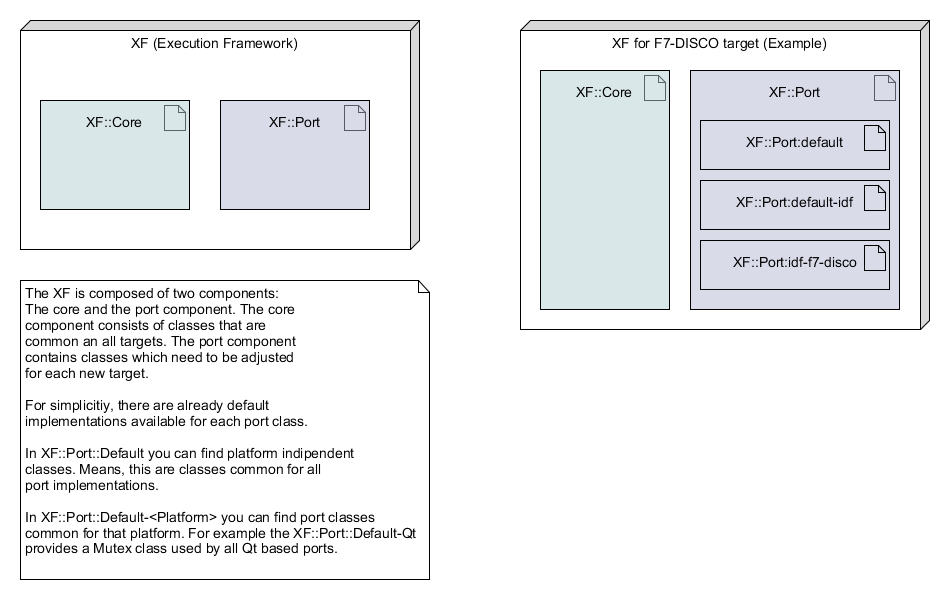 XF (Execution Framework)
XF::Core
XF::Port
The XF is composed of two components:
The core and the port component. The core
component consists of classes that are
common an all targets. The port component
contains classes which need to be adjusted
for each new target.
For simplicitiy, there are already default
implementations available for each port class.
In XF::Port::Default you can find platform indipendent
classes. Means, this are classes common for all
port implementations.
In XF::Port::Default-<Platform> you can find port classes
common for that platform. For example the XF::Port::Default-Qt
provides a Mutex class used by all Qt based ports.
XF for F7-DISCO target (Example)
XF::Core
XF::Port
XF::Port:default
XF::Port:default-idf
XF::Port:idf-f7-disco